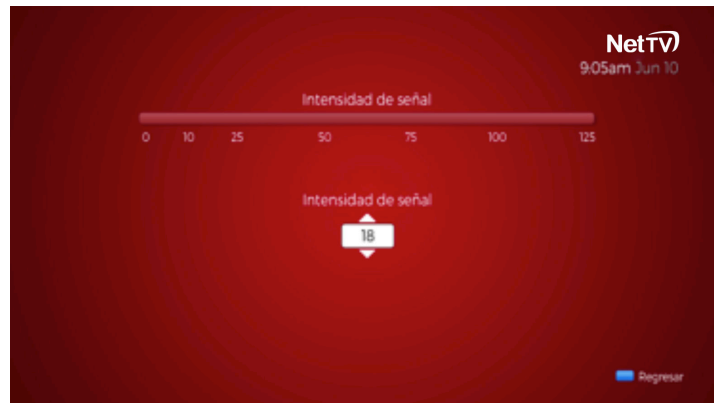 NetTV
9:05am Jun 10
Intensidad de señal
0 10 25 50 75 100 125
Intensidad de señal
18
Regresar